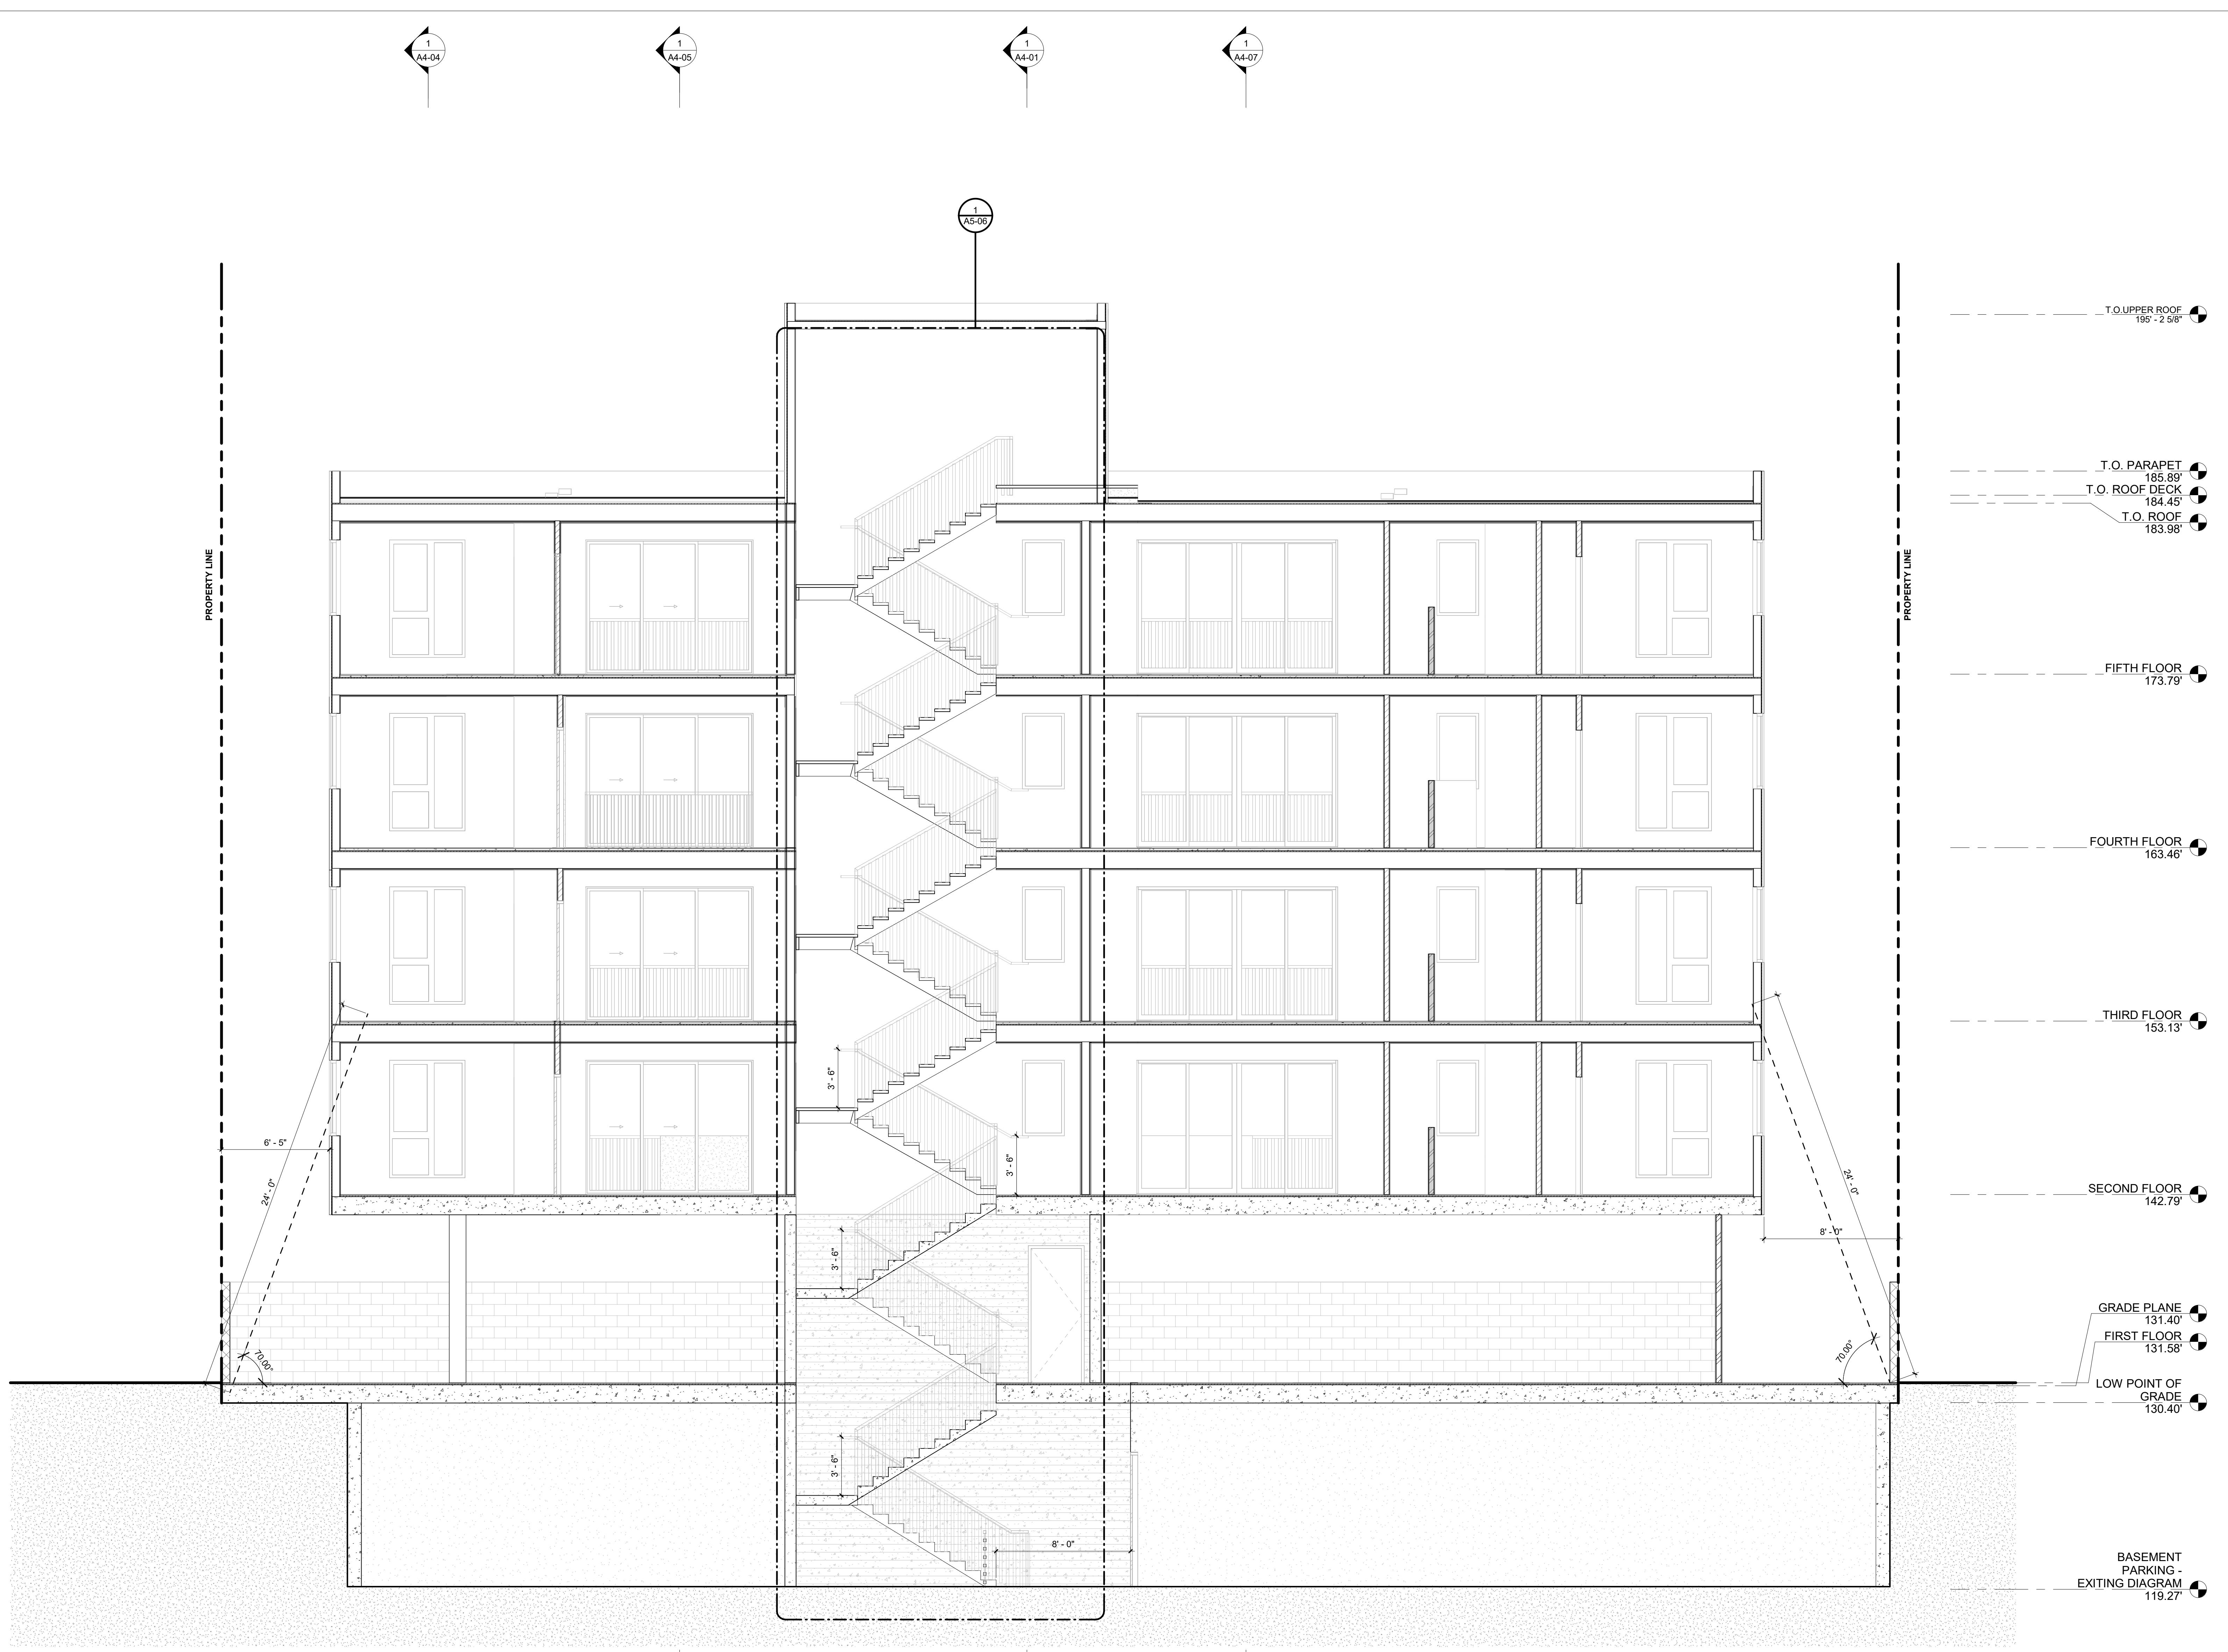 1
A4-04
1
A4-05
1
A4-01
1
A4-07
1
A5-06
T.O.UPPER ROOF
195' - 2 5/8"
T.O. PARAPET
185.89'
T.O. ROOF DECK
184.45'
T.O. ROOF
183.98'
PROPERTY LINE
PROPERTY LINE
FIFTH FLOOR
173.79'
FOURTH FLOOR
163.46'
THIRD FLOOR
153.13'
3' - 6"
6' - 5"
3' - 6"
24' - 0"
24' - 0"
SECOND FLOOR
142.79'
8' - 0"
3' - 6"
GRADE PLANE
131.40'
FIRST FLOOR
131.58'
70.00°
70.00°
LOW POINT OF
GRADE
130.40'
3' - 6"
8' - 0"
BASEMENT
PARKING -
EXITING DIAGRAM
119.27'